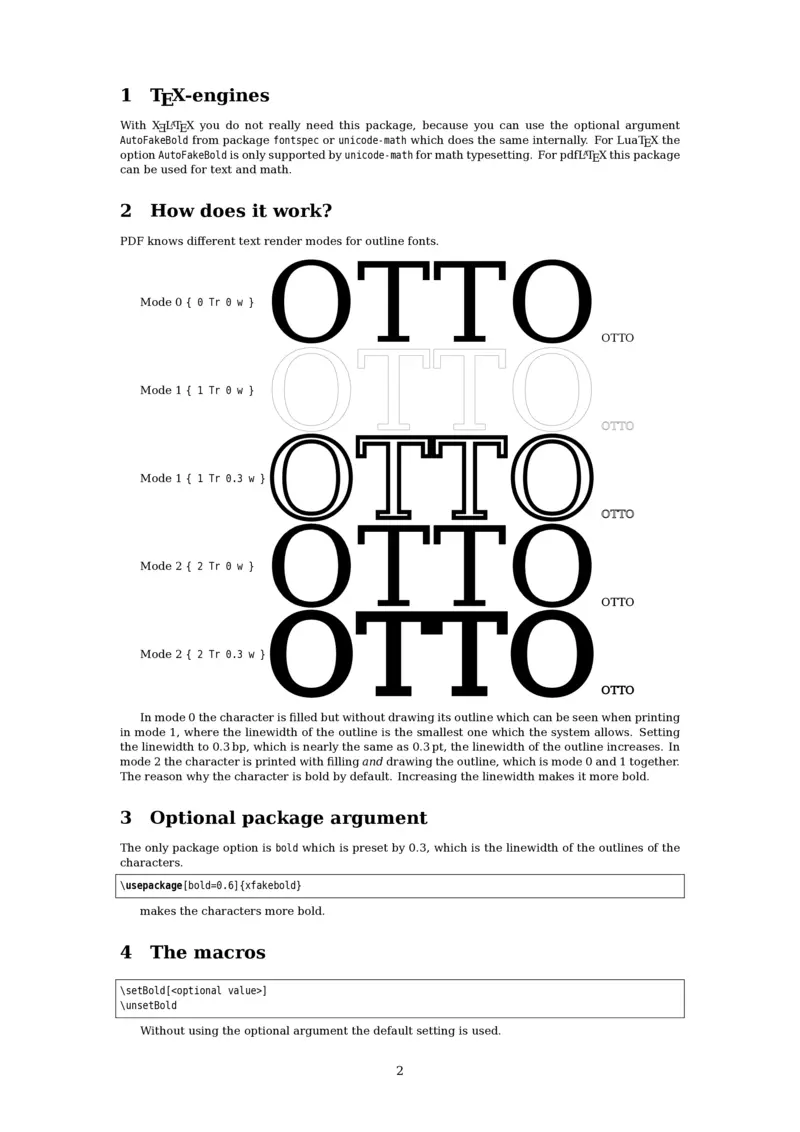 1 TEX-engines
With XƎLATEX you do not really need this package, because you can use the optional argument
AutoFakeBold from package fontspec or unicode-math which does the same internally. For LuaTEX the
option AutoFakeBold is only supported by unicode-math for math typesetting. For pdfLATEX this package
can be used for text and math.
2 How does it work?
PDF knows different text render modes for outline fonts.
Mode 0 { 0 Tr 0 w } OTTO OTTO
Mode 1 { 1 Tr 0 w } OTTO OTTO
Mode 1 { 1 Tr 0.3 w } OTTO OTTO
Mode 2 { 2 Tr 0 w } OTTO OTTO
Mode 2 { 2 Tr 0.3 w } OTTO OTTO
In mode 0 the character is filled but without drawing its outline which can be seen when printing
in mode 1, where the linewidth of the outline is the smallest one which the system allows. Setting
the linewidth to 0.3 bp, which is nearly the same as 0.3 pt, the linewidth of the outline increases. In
mode 2 the character is printed with filling and drawing the outline, which is mode 0 and 1 together.
The reason why the character is bold by default. Increasing the linewidth makes it more bold.
3 Optional package argument
The only package option is bold which is preset by 0.3, which is the linewidth of the outlines of the
characters.
\usepackage[bold=0.6]{xfakebold}
makes the characters more bold.
4 The macros
\setBold[<optional value>]
\unsetBold
Without using the optional argument the default setting is used.
2